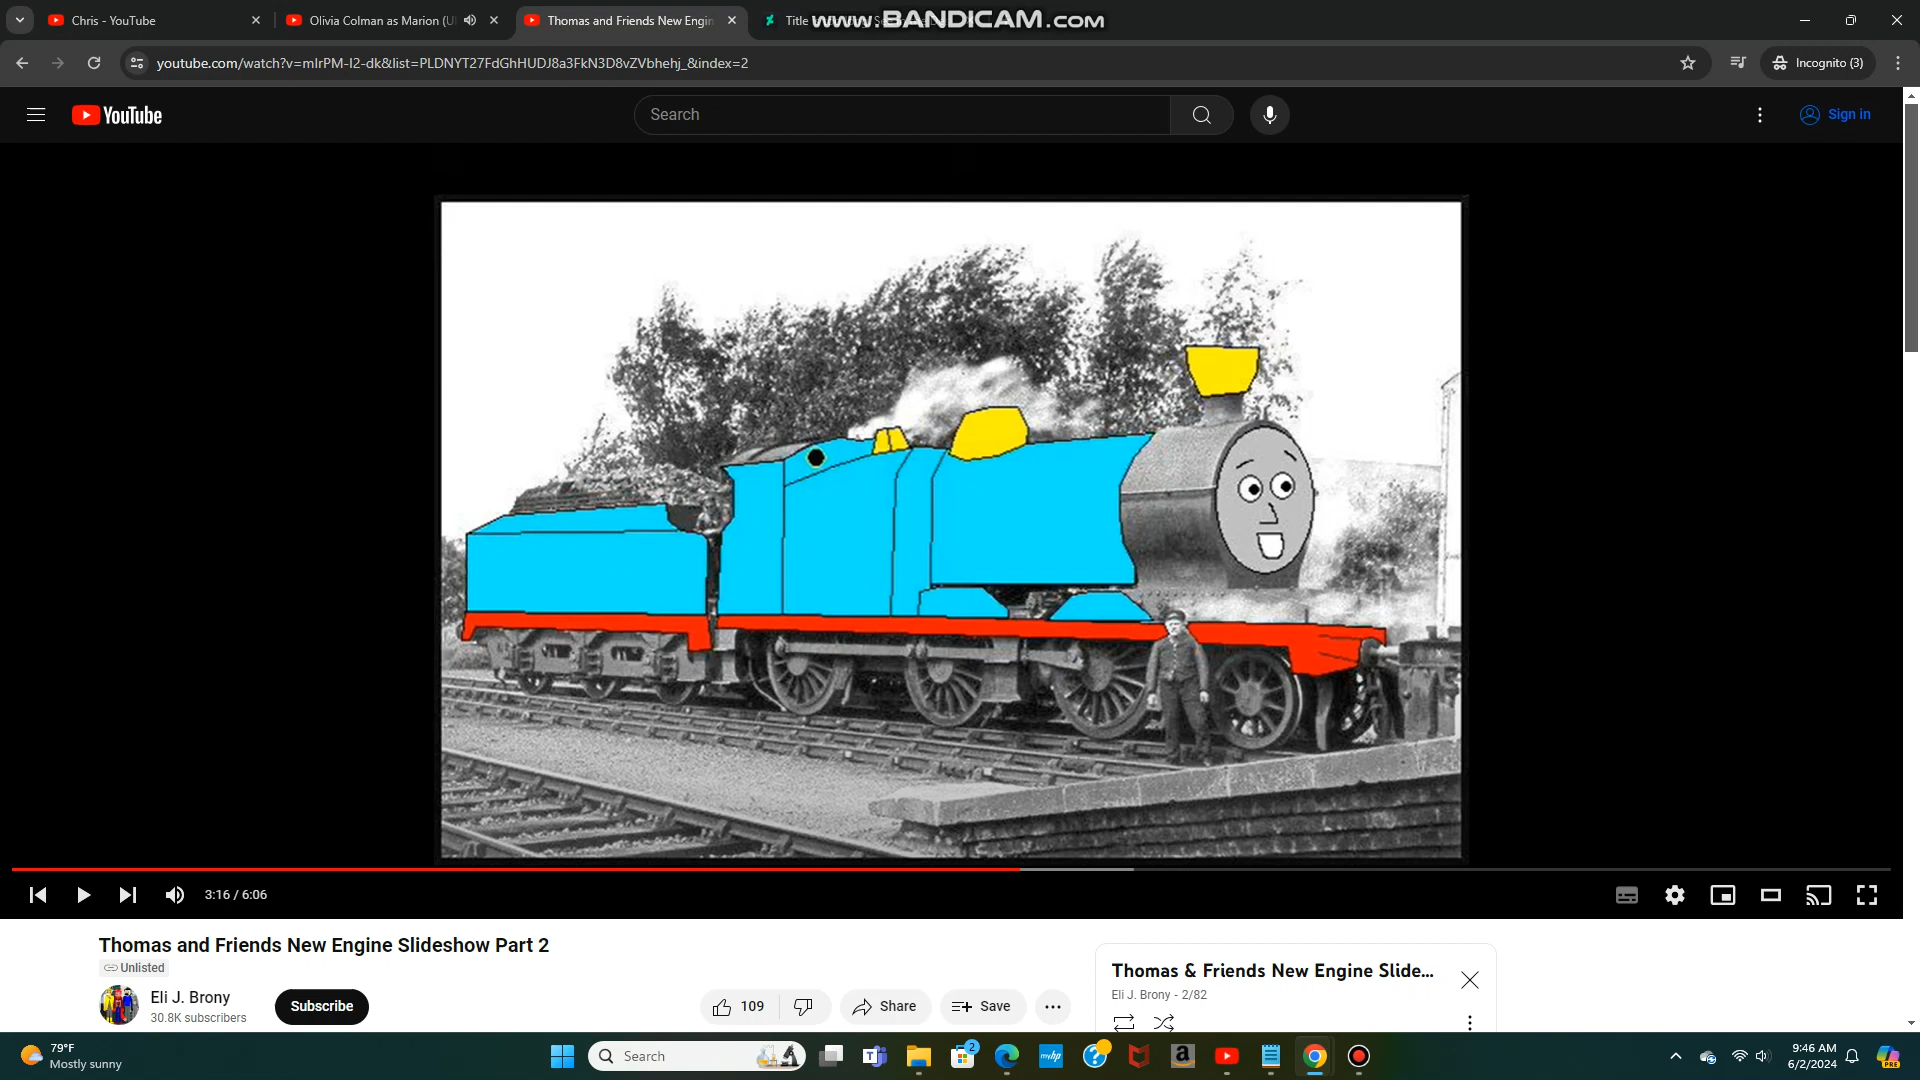 Chris - YouTube
Olivia Colman as Marion (U
Thomas and Friends New Engin
Title
www.BANDICAM.com
youtube.com/watch?v=mIrPM-I2-dk&list=PLDNYT27FdGhHUDJ8a3FkN3D8vZVbhehj_&index=2
Incognito (3)
YouTube
Search
Sign in
3:16 / 6:06
Thomas and Friends New Engine Slideshow Part 2
Unlisted
Eli J. Brony
30.8K subscribers
Subscribe
109
Share
Save
Thomas & Friends New Engine Slide...
Eli J. Brony - 2/82
79°F
Mostly sunny
Search
2
myhp
9:46 AM
6/2/2024
PRE